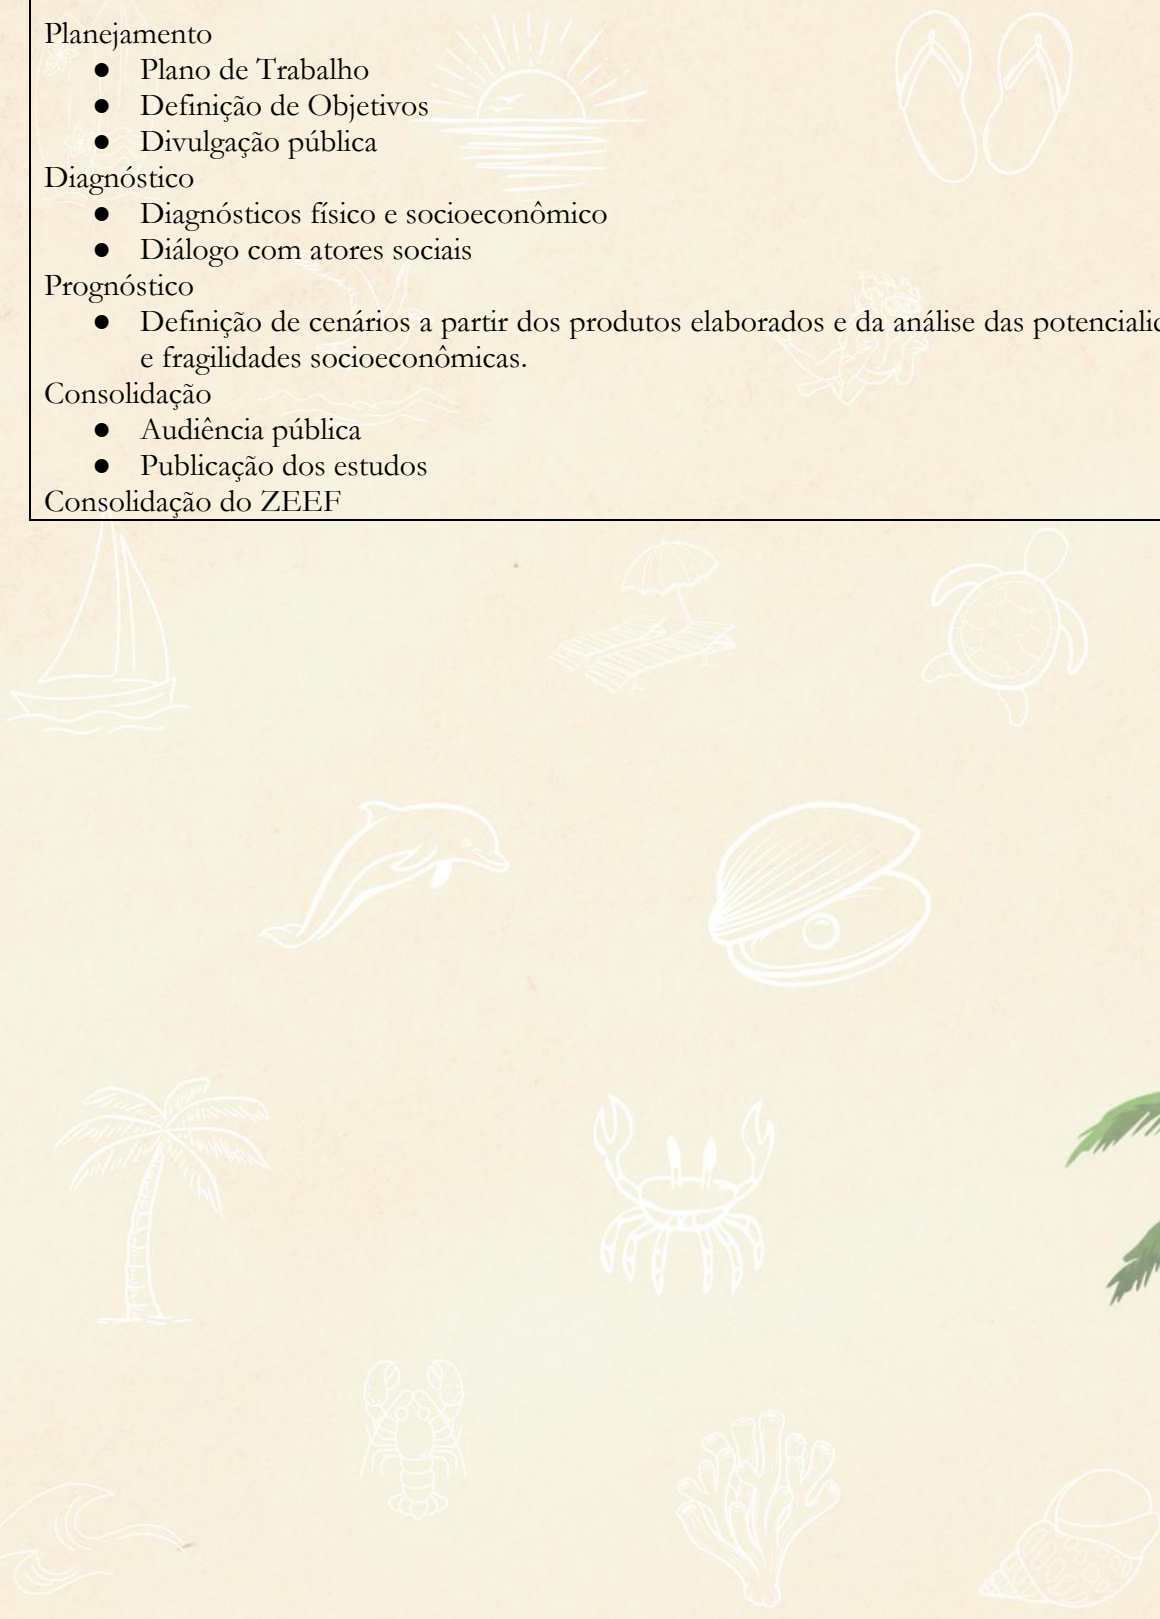 Planejamento
● Plano de Trabalho
● Definição de Objetivos
● Divulgação pública
Diagnóstico
● Diagnósticos físico e socioeconômico
● Diálogo com atores sociais
Prognóstico
● Definição de cenários a partir dos produtos elaborados e da análise das
e fragilidades socioeconômicas.
Consolidação
● Audiência pública
● Publicação dos estudos
Consolidação do ZEEF